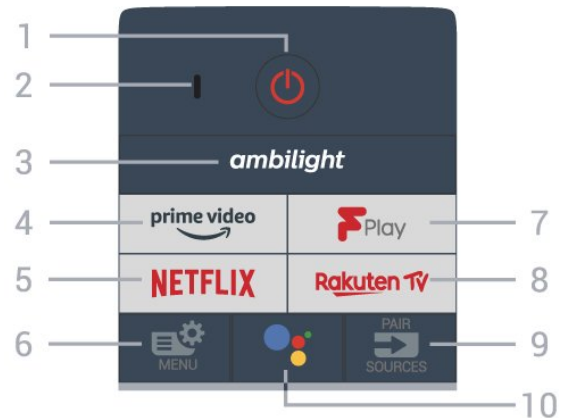 1
2
3
ambilight
4
prime video
F Play
7
5
NETFLIX
Rakuten TV
8
6
MENU
PAIR
SOURCES
9
10